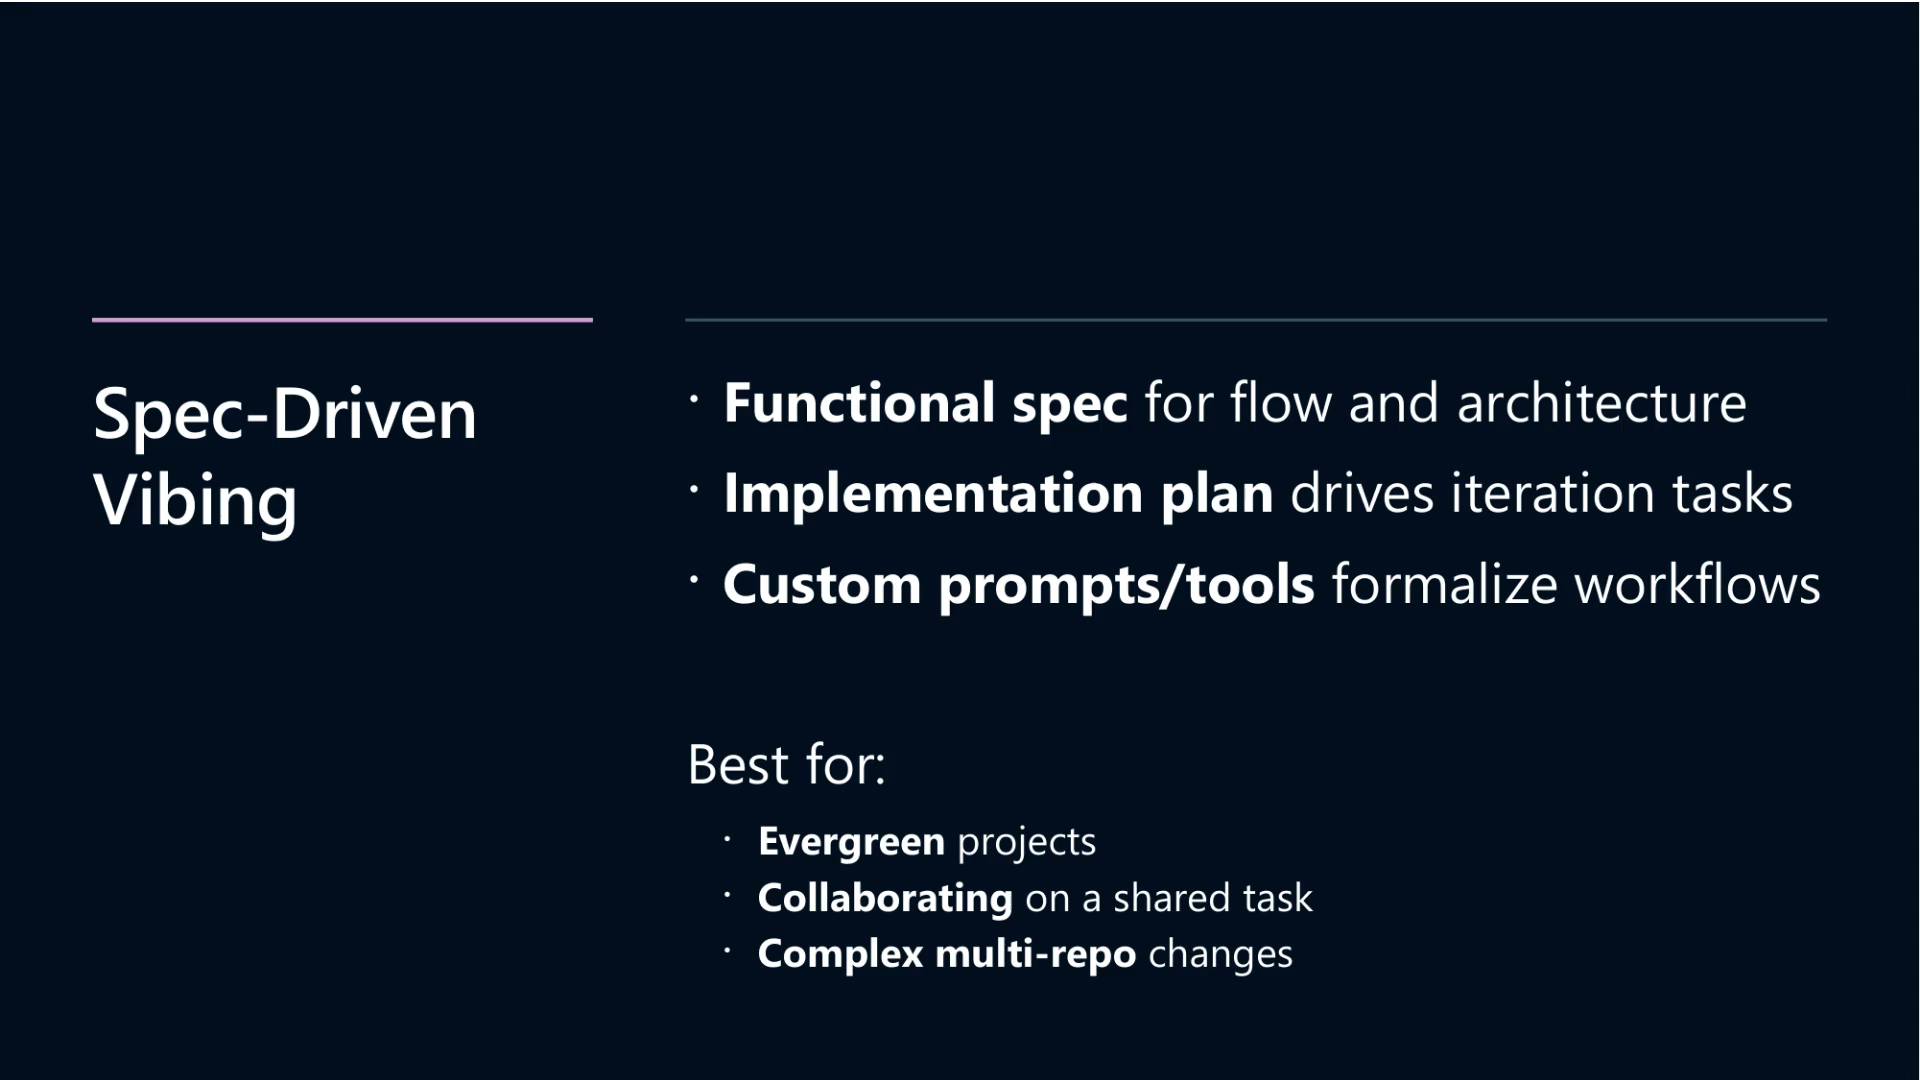 Spec-Driven
Vibing
· Functional spec for flow and architecture
· Implementation plan drives iteration tasks
· Custom prompts/tools formalize workflows
Best for:
· Evergreen projects
· Collaborating on a shared task
· Complex multi-repo changes